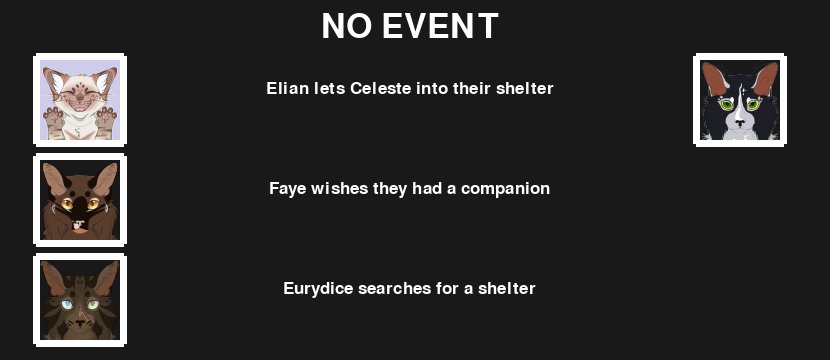 NO EVENT
Elian lets Celeste into their shelter
Faye wishes they had a companion
Eurydice searches for a shelter